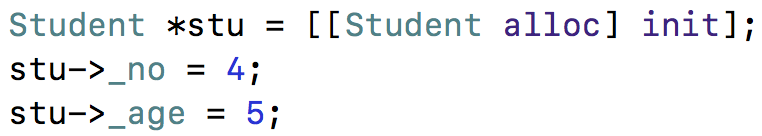 Student *stu = [[Student alloc] init];
stu->_no = 4;
stu->_age = 5;